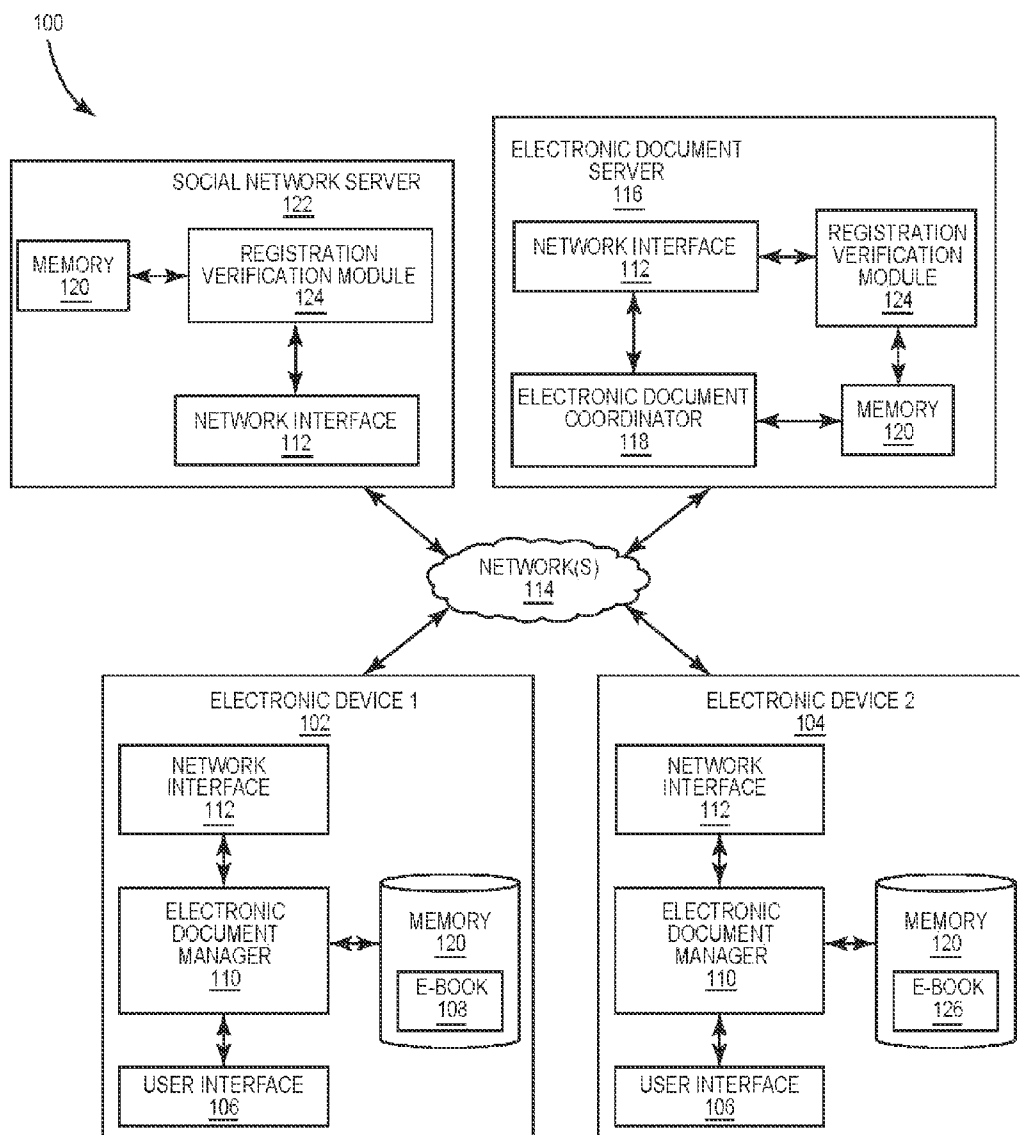 100
SOCIAL NETWORK SERVER
122
MEMORY
120
REGISTRATION
VERIFICATION MODULE
124
NETWORK INTERFACE
112
ELECTRONIC DOCUMENT
SERVER
116
NETWORK INTERFACE
112
REGISTRATION
VERIFICATION
MODULE
124
ELECTRONIC DOCUMENT
COORDINATOR
118
MEMORY
120
NETWORK(S)
114
ELECTRONIC DEVICE 1
102
NETWORK
INTERFACE
112
ELECTRONIC
DOCUMENT
MANAGER
110
MEMORY
120
E-BOOK
108
USER INTERFACE
106
ELECTRONIC DEVICE 2
104
NETWORK
INTERFACE
112
ELECTRONIC
DOCUMENT
MANAGER
110
MEMORY
120
E-BOOK
126
USER INTERFACE
106